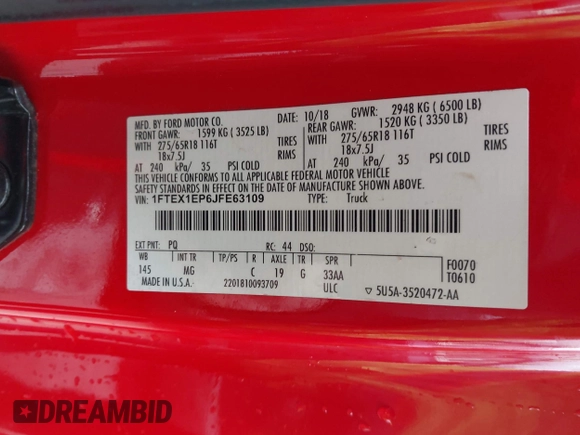 MFD. BY FORD MOTOR CO.
DATE: 10/18 GVWR: 2948 KG (6500 LB)
FRONT GAWR: 1599 KG (3525 LB)
REAR GAWR: 1520 KG (3350 LB)
WITH 275/65R18 116T TIRES
WITH 275/65R18 116T TIRES
18x7.5J RIMS
18x7.5J RIMS
AT 240 kPa/ 35 PSI COLD
AT 240 kPa/ 35 PSI COLD
THIS VEHICLE CONFORMS TO ALL APPLICABLE FEDERAL MOTOR VEHICLE
SAFETY STANDARDS IN EFFECT ON THE DATE OF MANUFACTURE SHOWN ABOVE.
VIN: 1FTEX1EP6JFE63109 TYPE: Truck
EXT PNT: PQ RC: 44 DSO: F0070
WB INT TR TP/PS R AXLE TR SPR T0610
145 MG C 19 G 33AA
MADE IN U.S.A. 2201810093709 ULC 5U5A-3520472-AA
DREAMBID